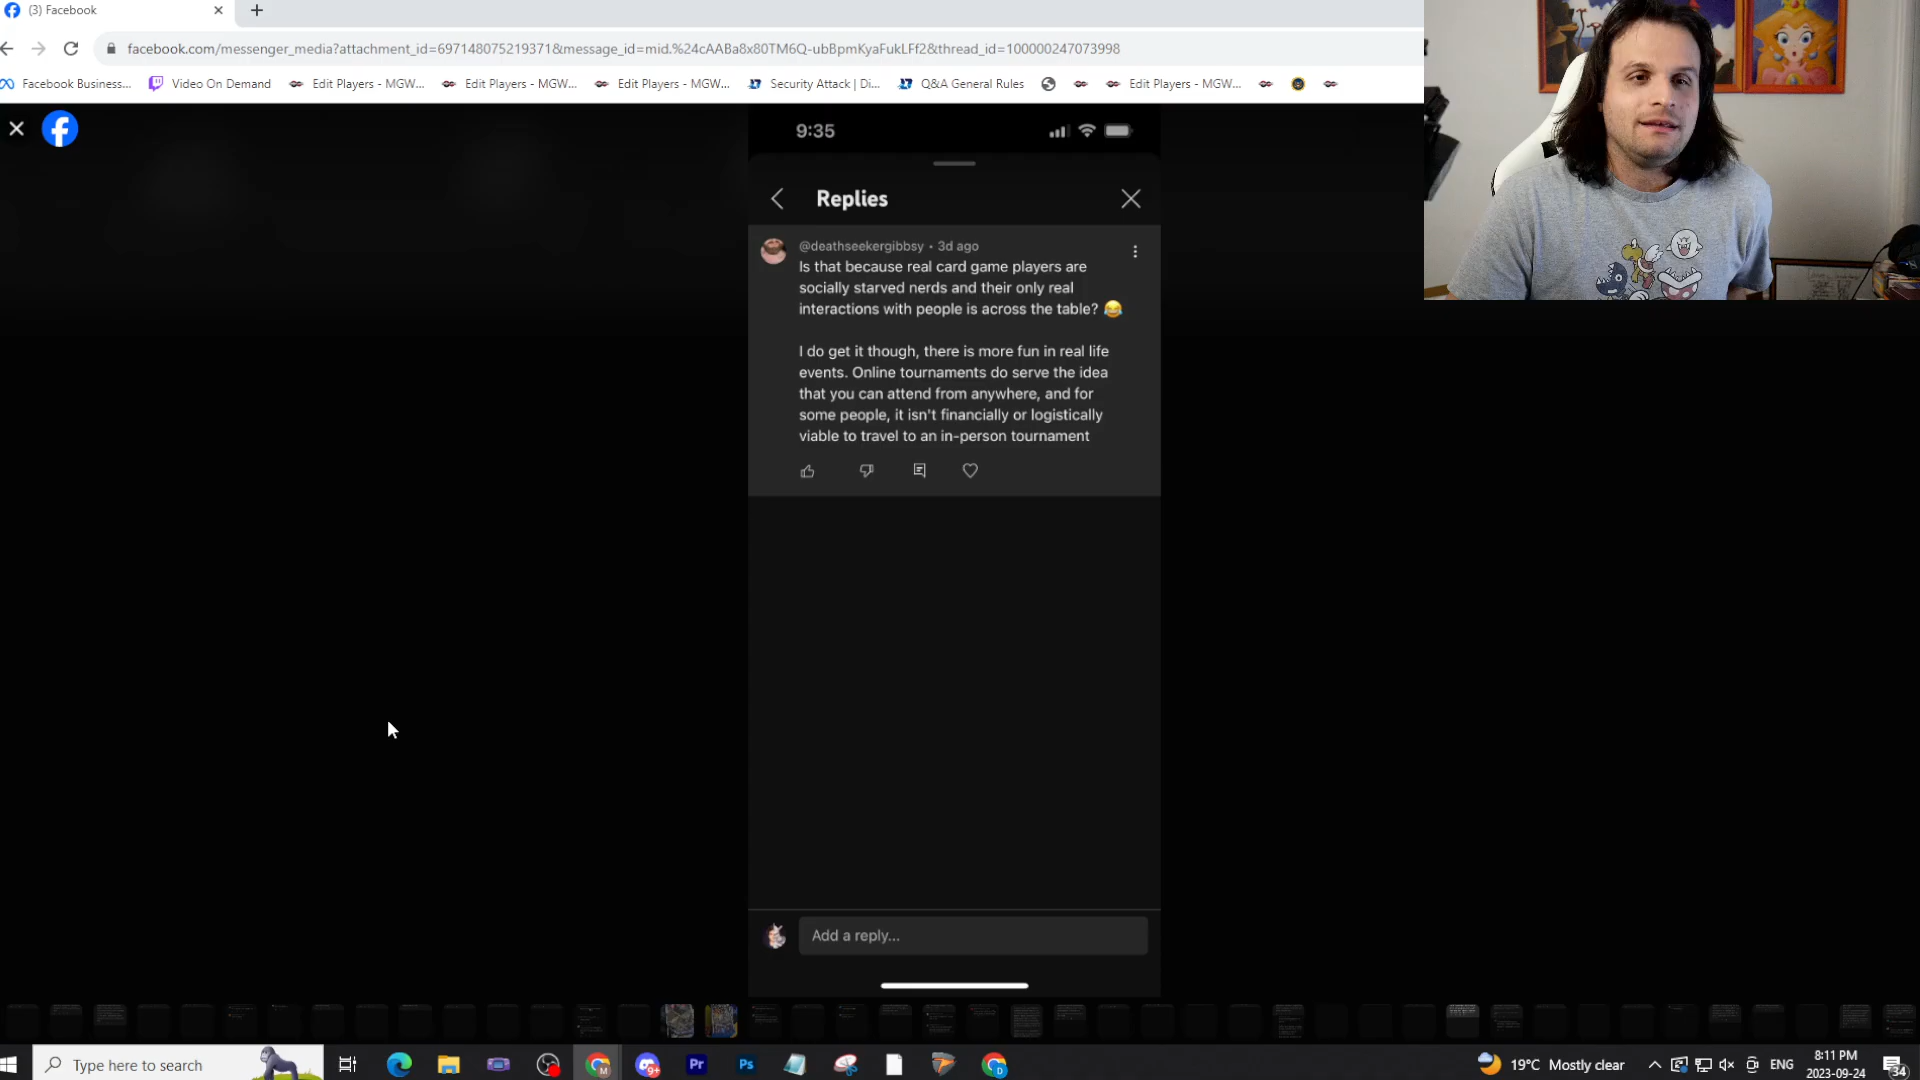 (3) Facebook
facebook.com/messenger_media?attachment_id=697148075219371&message_id=mid.%24cAABa8x80TM6Q-ubBpmKyaFukLFf2&thread_id=100000247073998
Facebook Business...
Video On Demand
Edit Players - MGW...
Edit Players - MGW...
Edit Players - MGW...
Security Attack | Di...
Q&A General Rules
Edit Players - MGW...
9:35
Replies
@deathseekergibbsy • 3d ago
Is that because real card game players are
socially starved nerds and their only real
interactions with people is across the table? 😂
I do get it though, there is more fun in real life
events. Online tournaments do serve the idea
that you can attend from anywhere, and for
some people, it isn't financially or logistically
viable to travel to an in-person tournament
Add a reply...
Type here to search
19°C Mostly clear
ENG
8:11 PM
2023-09-24
34